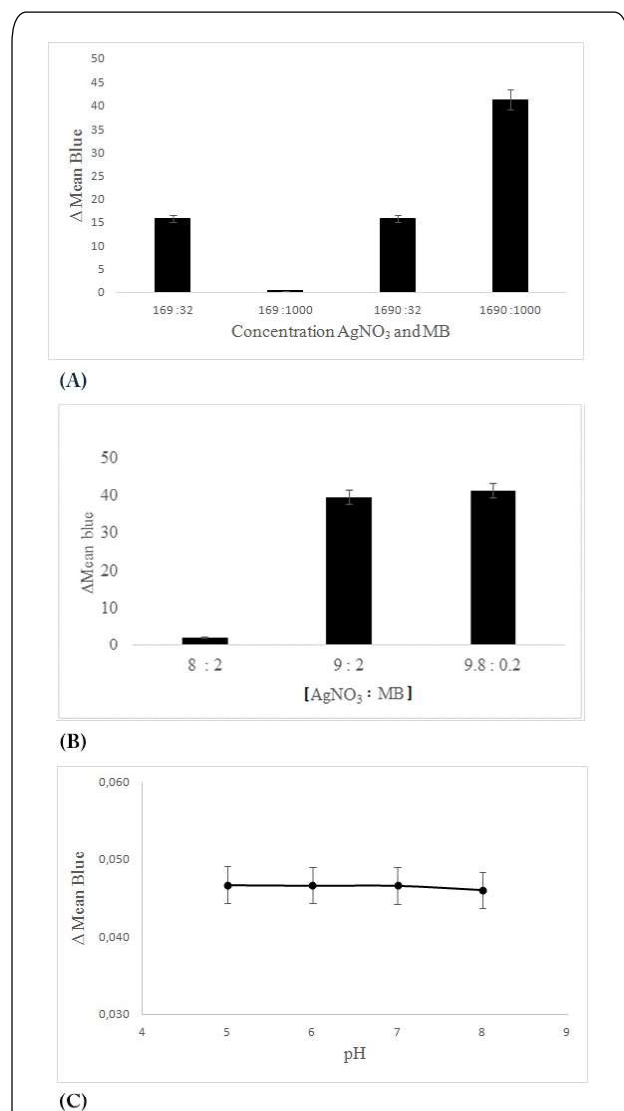 50
45
40
35
30
25
20
15
10
5
0
Δ Mean Blue
169:32 169:1000 1690:32 1690:1000
Concentration AgNO₃ and MB
(A)
50
40
30
20
10
0
ΔMean blue
8 : 2 9 : 2 9.8 : 0.2
[AgNO₃ : MB]
(B)
0,060
0,050
0,040
0,030
Δ Mean Blue
4 5 6 7 8 9
pH
(C)